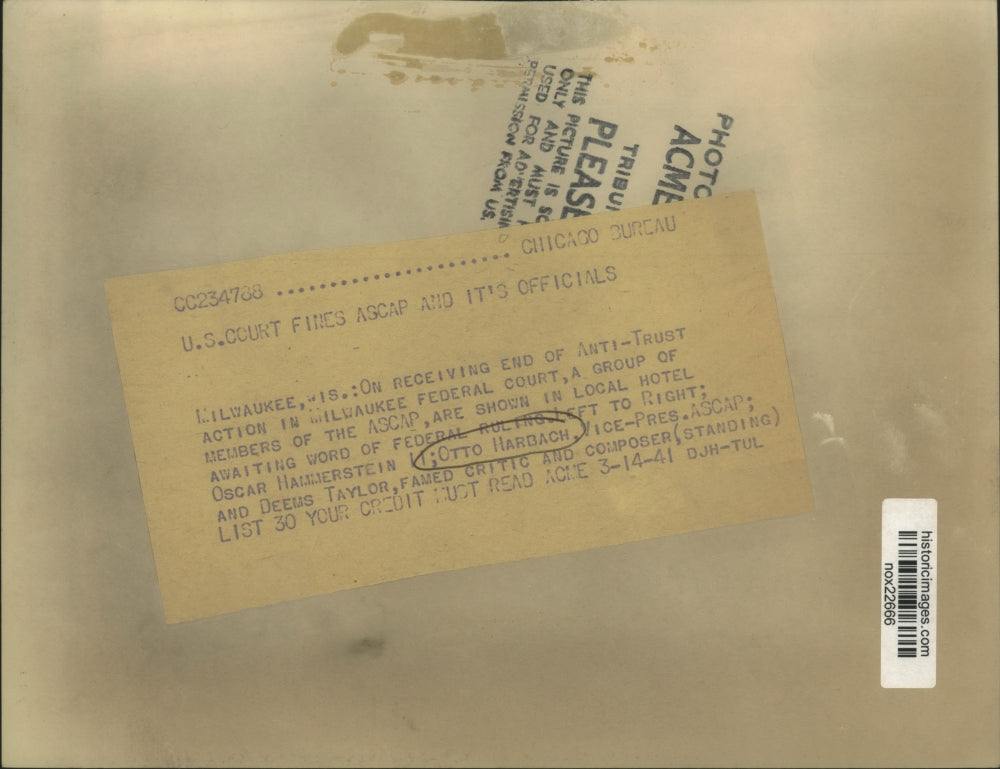 PHOTO
ACME
TRIBU
PLEASE
THIS PICTURE IS SO
ONLY AND MUST
USED FOR ADVERTISIN
PERMISSION FROM US.
CC234788 ...................... CHICAGO BUREAU
U.S.COURT FINES ASCAP AND IT'S OFFICIALS
MILWAUKEE,WIS.:ON RECEIVING END OF ANTI-TRUST
ACTION IN MILWAUKEE FEDERAL COURT,A GROUP OF
MEMBERS OF THE ASCAP,ARE SHOWN IN LOCAL HOTEL
AWAITING WORD OF FEDERAL RULING.LEFT TO RIGHT;
OSCAR HAMMERSTEIN II;OTTO HARBACH,VICE-PRES.ASCAP;
AND DEEMS TAYLOR,FAMED CRITIC AND COMPOSER(STANDING)
LIST 30 YOUR CREDIT MUST READ ACME 3-14-41 DJH-TUL
historicimages.com
nox22666